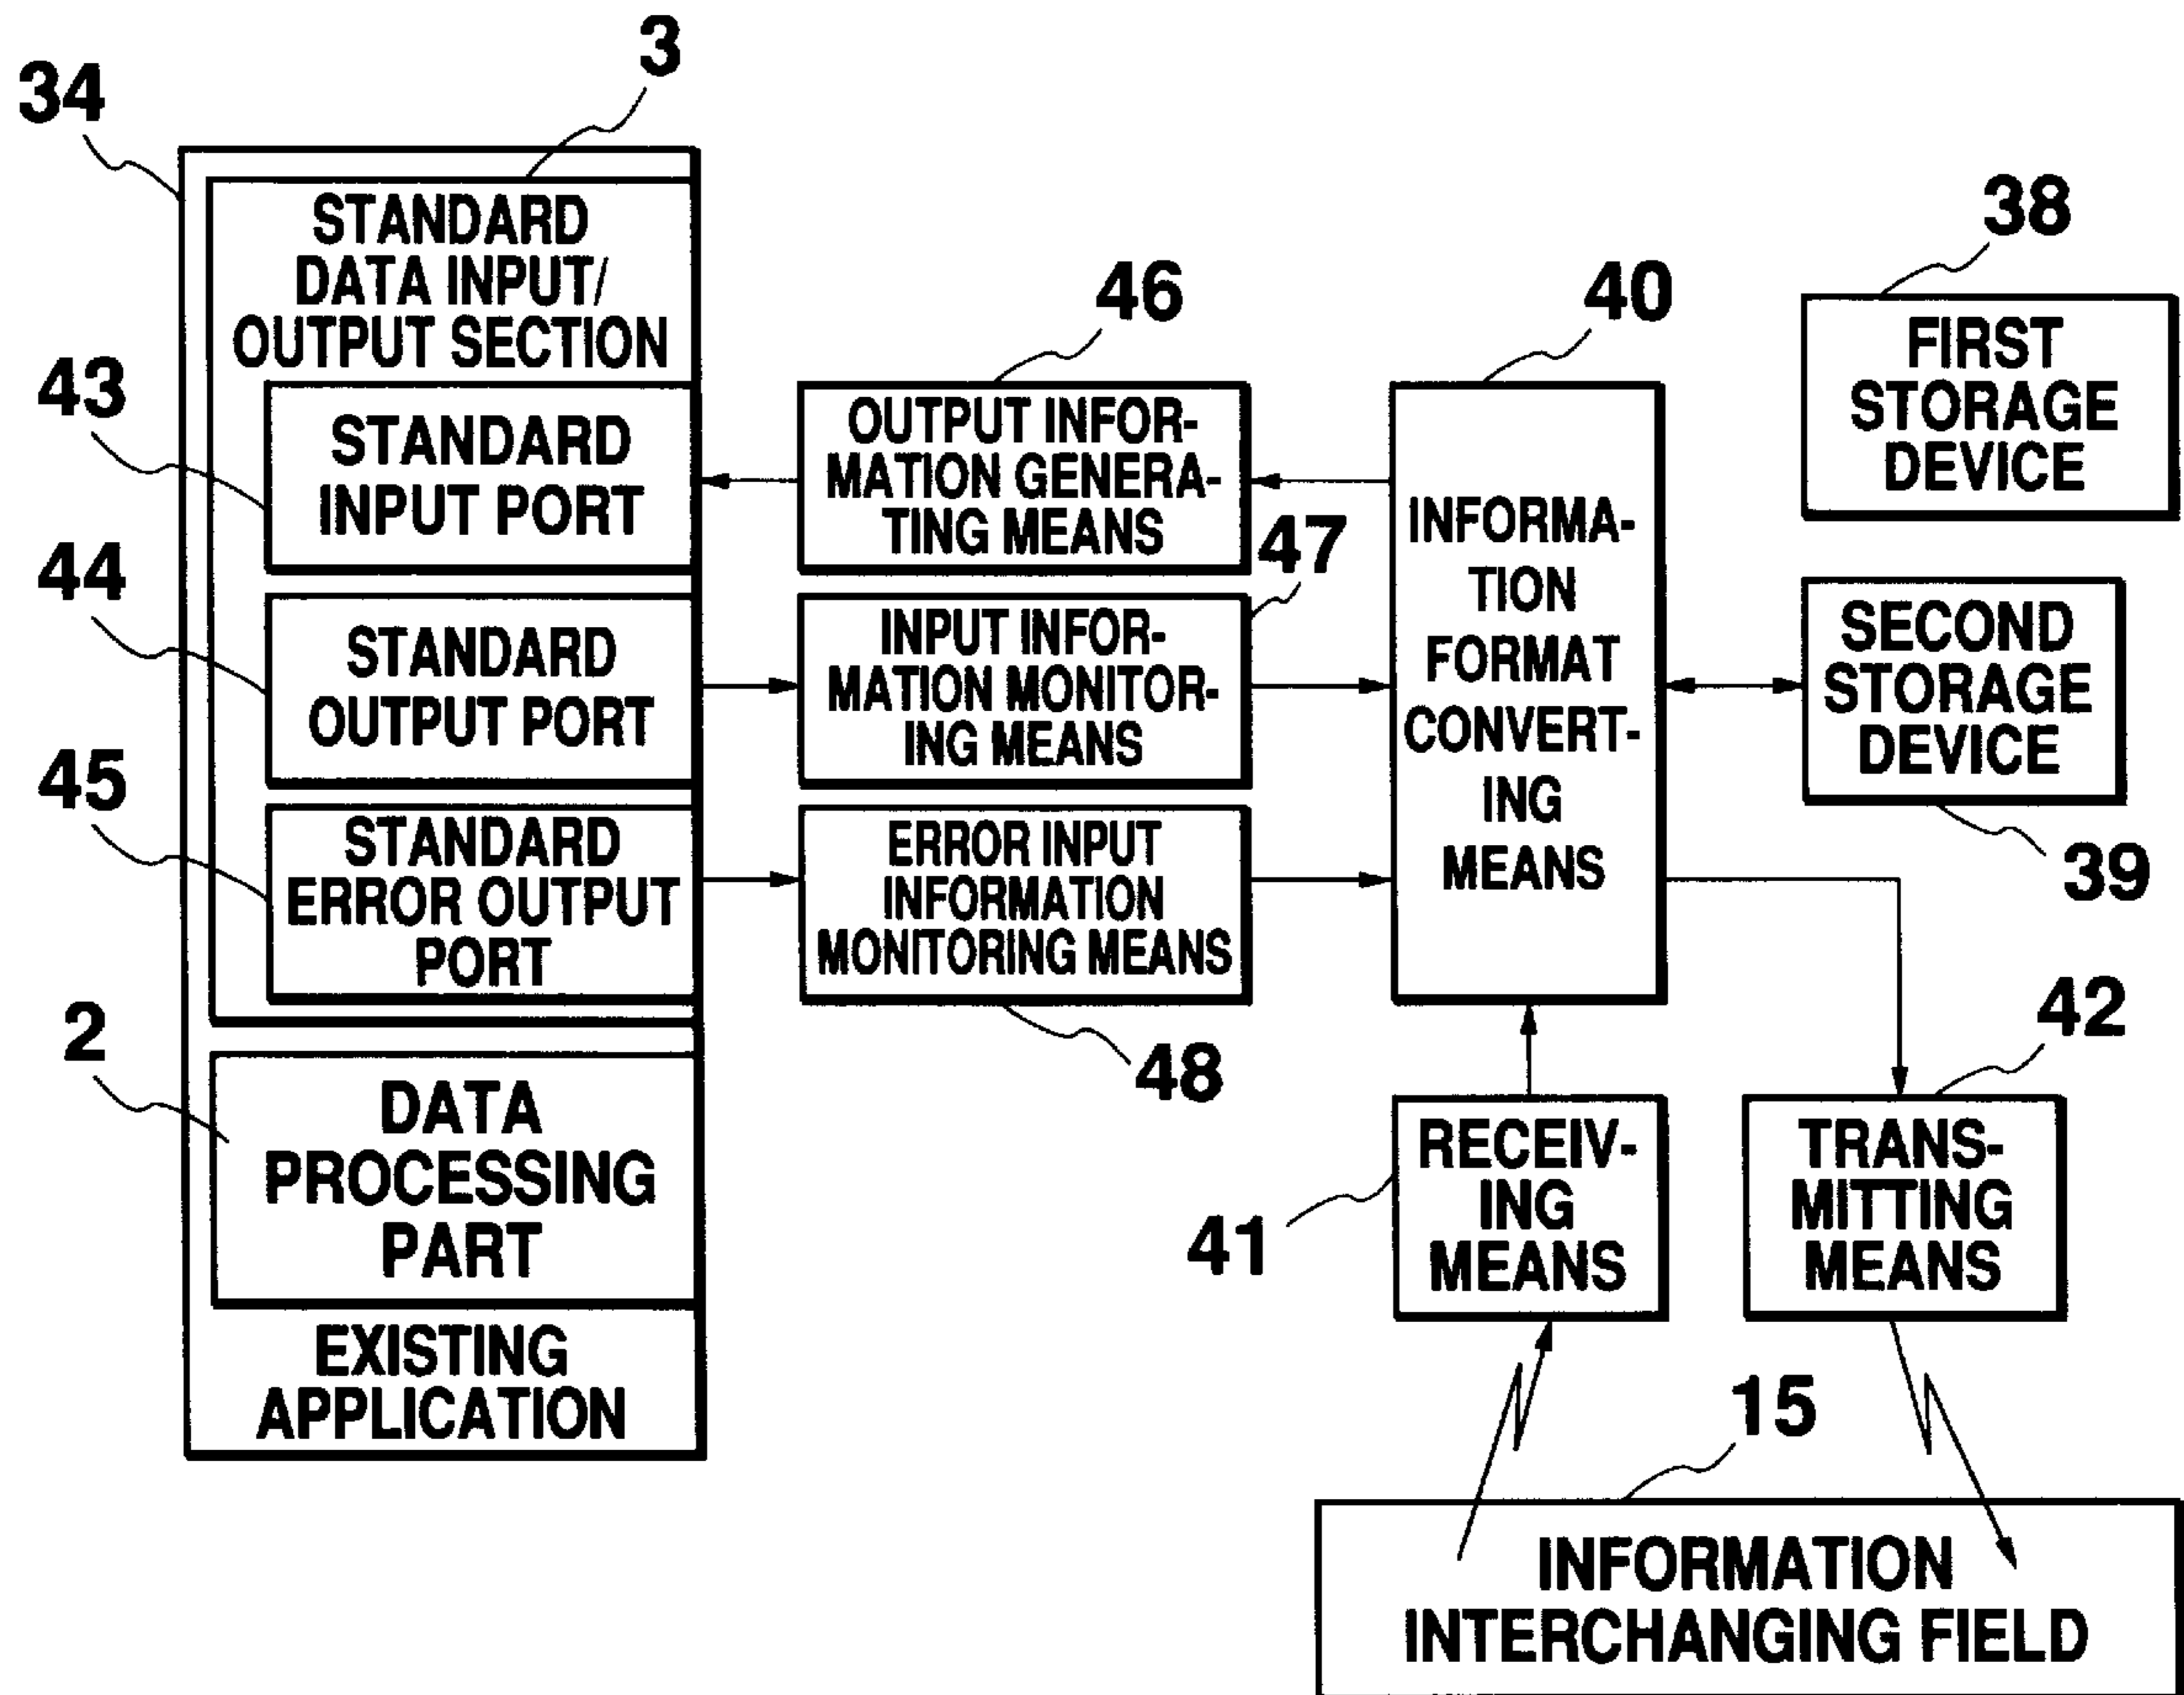 3
34
STANDARD
DATA INPUT/
OUTPUT SECTION
43
STANDARD
INPUT PORT
44
STANDARD
OUTPUT PORT
45
STANDARD
ERROR OUTPUT
PORT
2
DATA
PROCESSING
PART
EXISTING
APPLICATION
46
OUTPUT INFOR-
MATION GENERA-
TING MEANS
47
INPUT INFOR-
MATION MONITOR-
ING MEANS
ERROR INPUT
INFORMATION
MONITORING MEANS
48
40
INFORMA-
TION
FORMAT
CONVERT-
ING
MEANS
38
FIRST
STORAGE
DEVICE
SECOND
STORAGE
DEVICE
39
41
RECEIV-
ING
MEANS
42
TRANS-
MITTING
MEANS
15
INFORMATION
INTERCHANGING FIELD